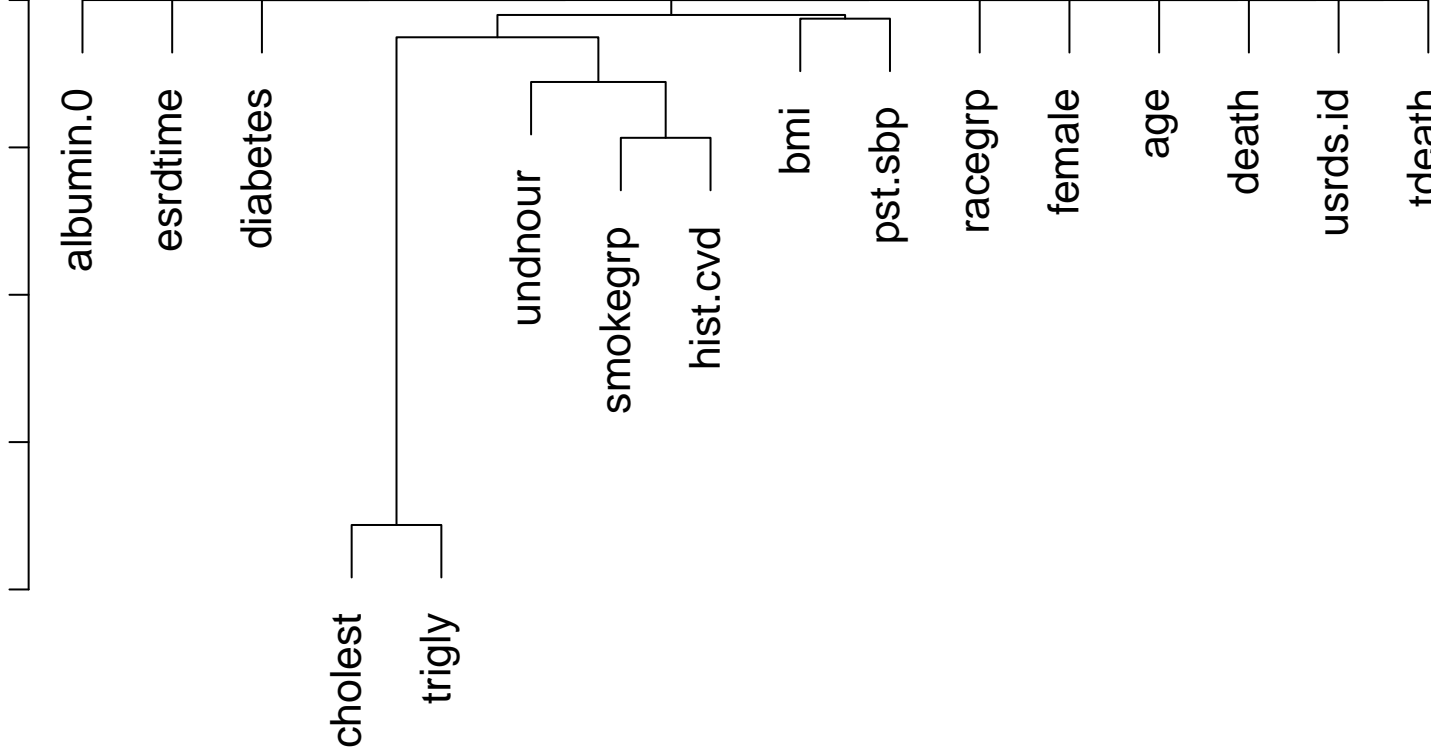 albumin.0
esrdtime
diabetes
cholest
trigly
undnour
smokegrp
hist.cvd
bmi
pst.sbp
racegrp
female
age
death
usrds.id
tdeath